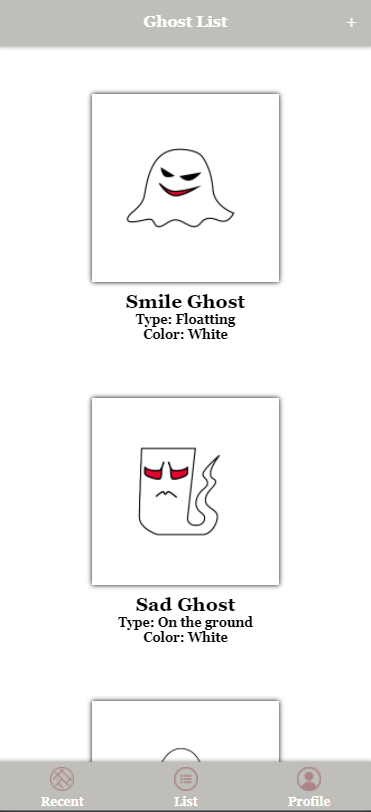 Ghost List +
Smile Ghost
Type: Floatting
Color: White
Sad Ghost
Type: On the ground
Color: White
Recent List Profile